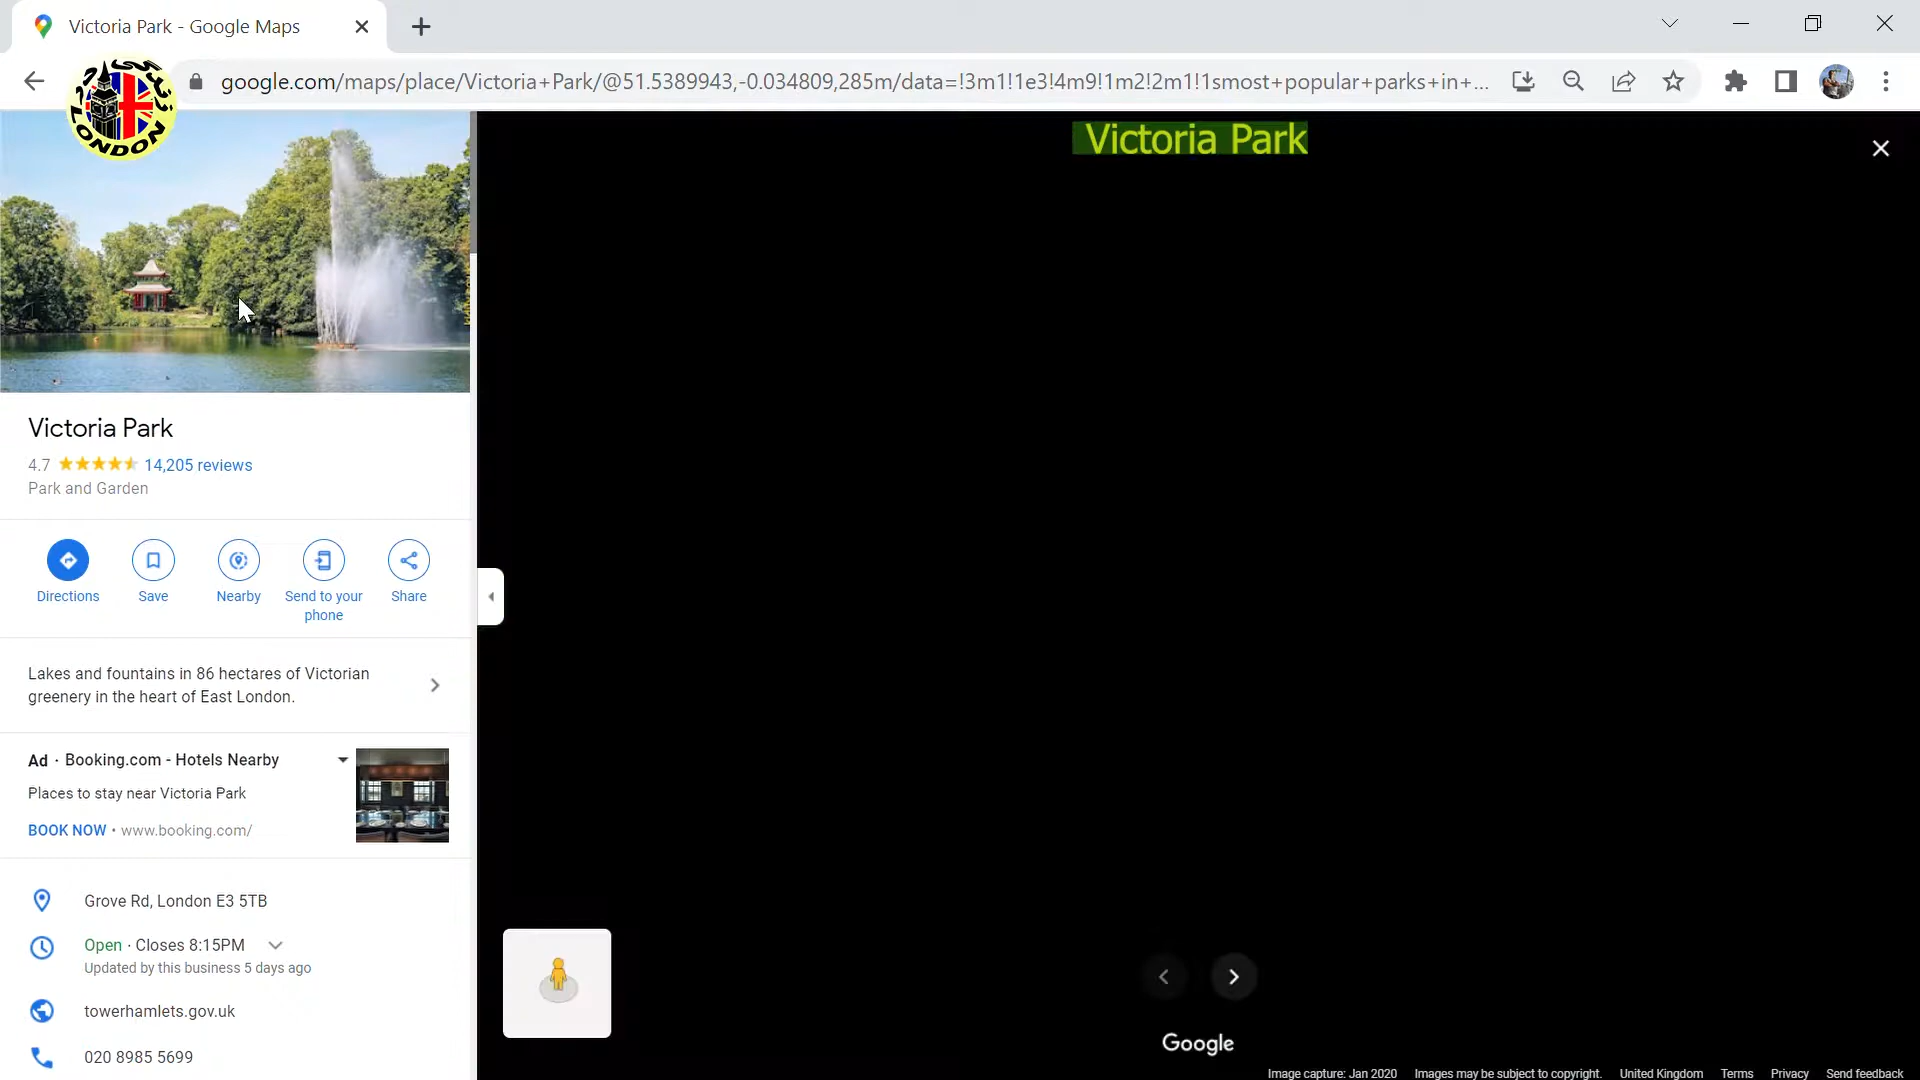 Victoria Park - Google Maps
google.com/maps/place/Victoria+Park/@51.5389943,-0.034809,285m/data=!3m1!1e3!4m9!1m2!2m1!1smost+popular+parks+in+...
LONDON
Victoria Park
Victoria Park
4.7 14,205 reviews
Park and Garden
Directions
Save
Nearby
Send to your
phone
Share
Lakes and fountains in 86 hectares of Victorian
greenery in the heart of East London.
Ad · Booking.com - Hotels Nearby
Places to stay near Victoria Park
BOOK NOW • www.booking.com/
Grove Rd, London E3 5TB
Open · Closes 8:15PM
Updated by this business 5 days ago
towerhamlets.gov.uk
020 8985 5699
Google
Image capture: Jan 2020 Images may be subject to copyright. United Kingdom Terms Privacy Send feedback